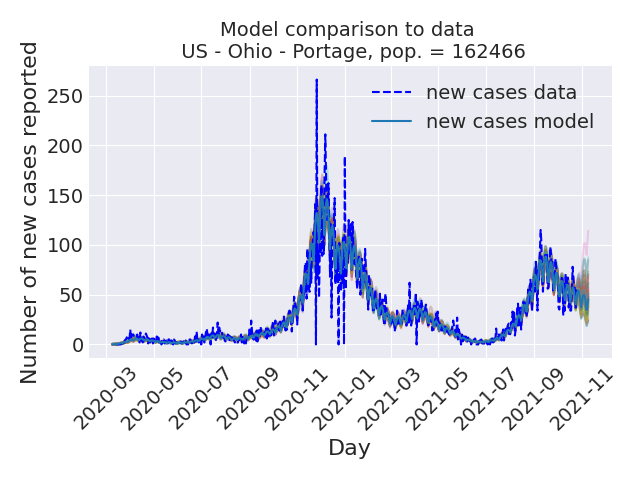 Model comparison to data
US - Ohio - Portage, pop. = 162466
Number of new cases reported
250
200
150
100
50
0
new cases data
new cases model
2020-03
2020-05
2020-07
2020-09
2020-11
2021-01
2021-03
2021-05
2021-07
2021-09
2021-11
Day